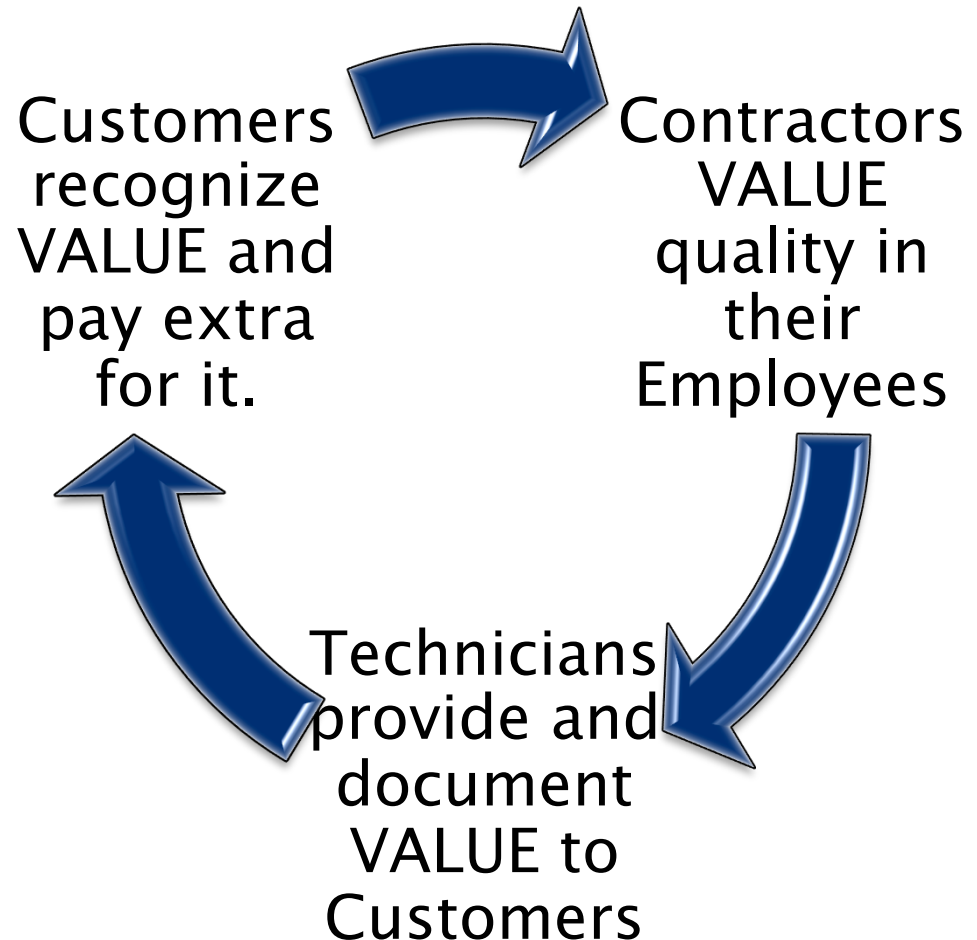 Customers
recognize
VALUE and
pay extra
for it.
Contractors
VALUE
quality in
their
Employees
Technicians
provide and
document
VALUE to
Customers